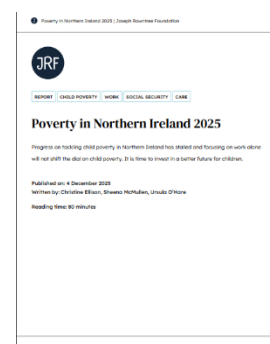 Poverty in Northern Ireland 2025 | Joseph Rowntree Foundation
JRF
REPORT CHILD POVERTY WORK SOCIAL SECURITY CARE
Poverty in Northern Ireland 2025
Progress on tackling child poverty in Northern Ireland has stalled and focusing on work alone
will not shift the dial on child poverty. It is time to invest in a better future for children.
Published on: 4 December 2025
Written by: Christine Ellison, Sheena McMullen, Ursula O'Hare
Reading time: 80 minutes